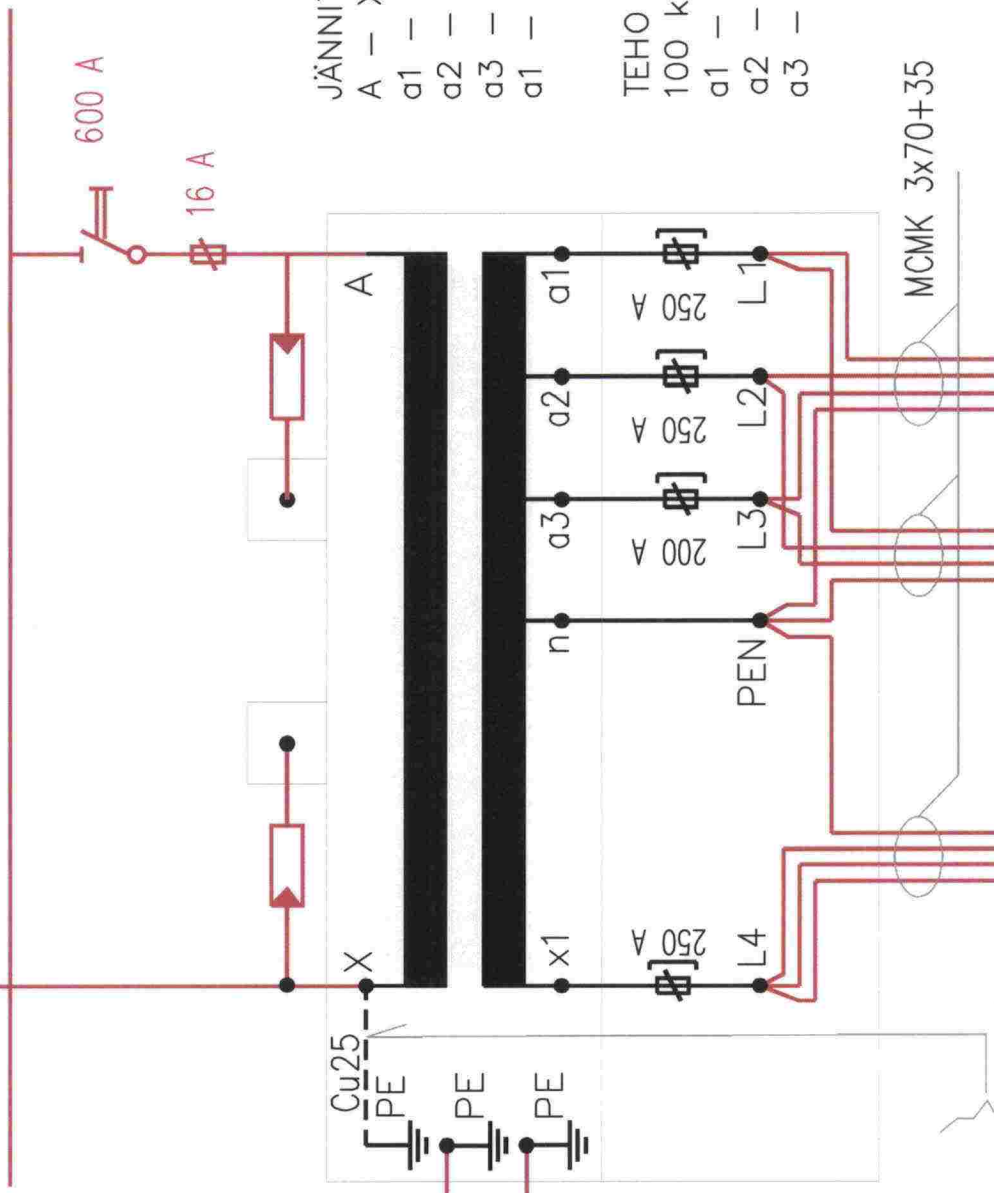 600 A
16 A
A
X
Cu25
PE
PE
PE
a1
a2
a3
n
x1
250 A
250 A
200 A
250 A
L1
L2
L3
PEN
L4
MCMK 3x70+35
A – X
a1 –
a2 –
a3 –
a1 –
TEHO
100 k
a1 –
a2 –
a3 –